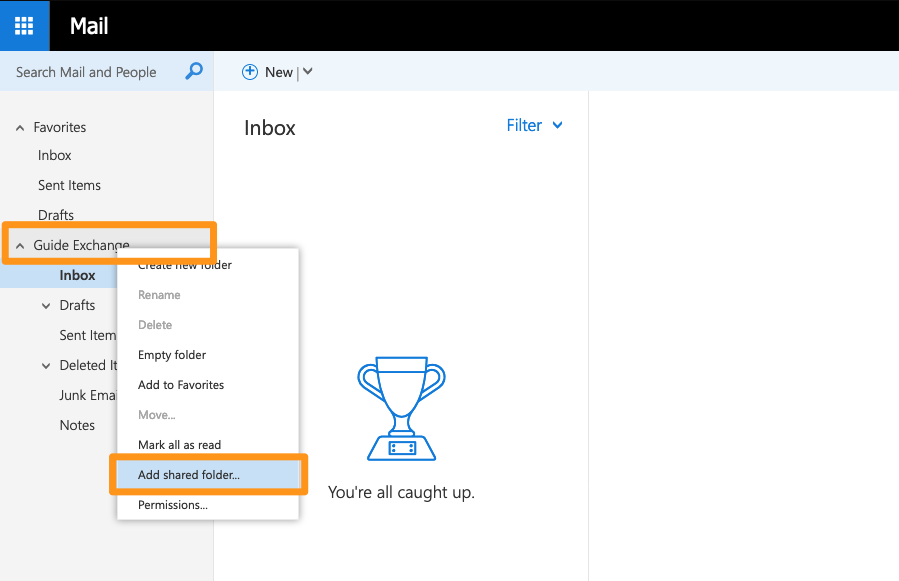 Mail
Search Mail and People
New
Favorites
Inbox
Sent Items
Drafts
Guide Exchange
Inbox
Drafts
Sent Item
Deleted It
Junk Emai
Notes
Create new folder
Rename
Delete
Empty folder
Add to Favorites
Move...
Mark all as read
Add shared folder...
Permissions...
Inbox
Filter
You're all caught up.